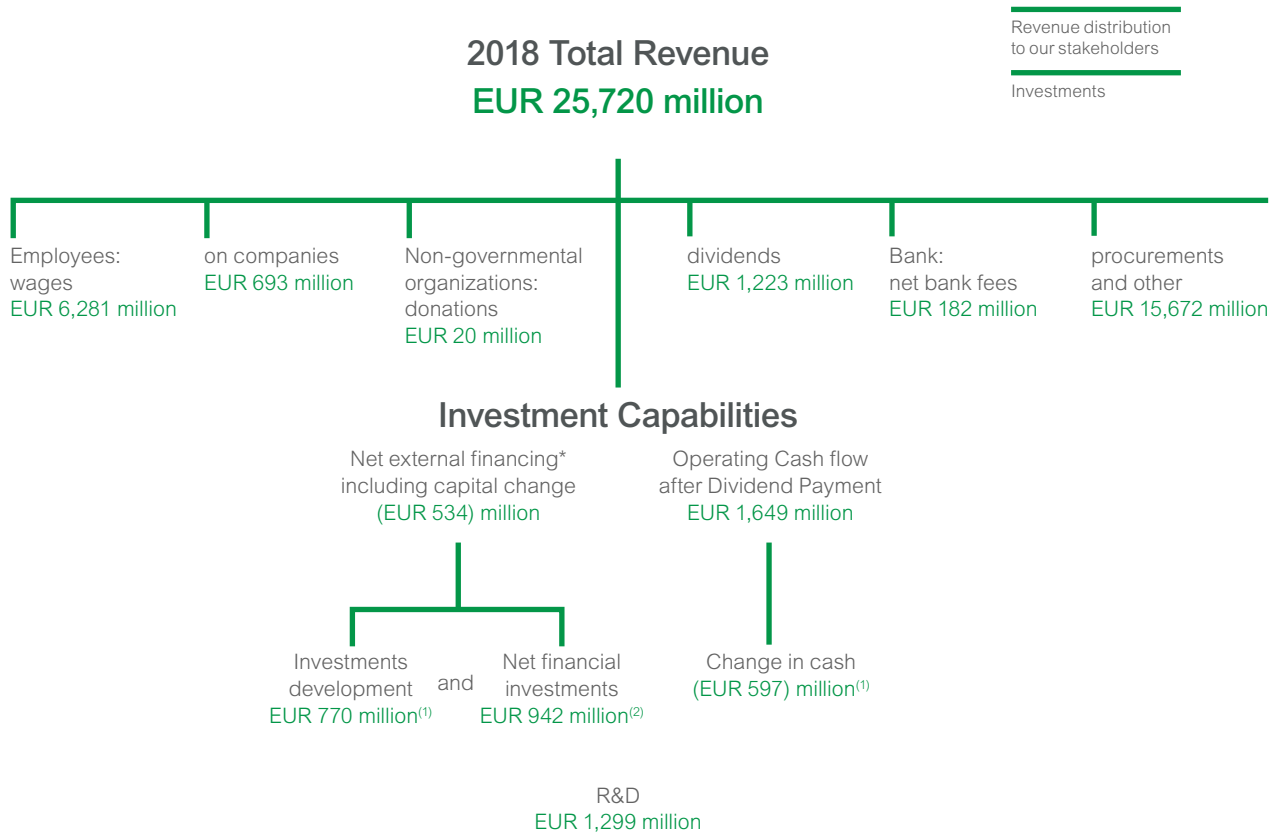 Revenue distribution
to our stakeholders
Investments
2018 Total Revenue
EUR 25,720 million
Employees:
wages
EUR 6,281 million
on companies
EUR 693 million
Non-governmental
organizations:
donations
EUR 20 million
dividends
EUR 1,223 million
Bank:
net bank fees
EUR 182 million
procurements
and other
EUR 15,672 million
Investment Capabilities
Net external financing*
including capital change
(EUR 534) million
Operating Cash flow
after Dividend Payment
EUR 1,649 million
Investments
development
EUR 770 million(1)
and
Net financial
investments
EUR 942 million(2)
Change in cash
(EUR 597) million(1)
R&D
EUR 1,299 million